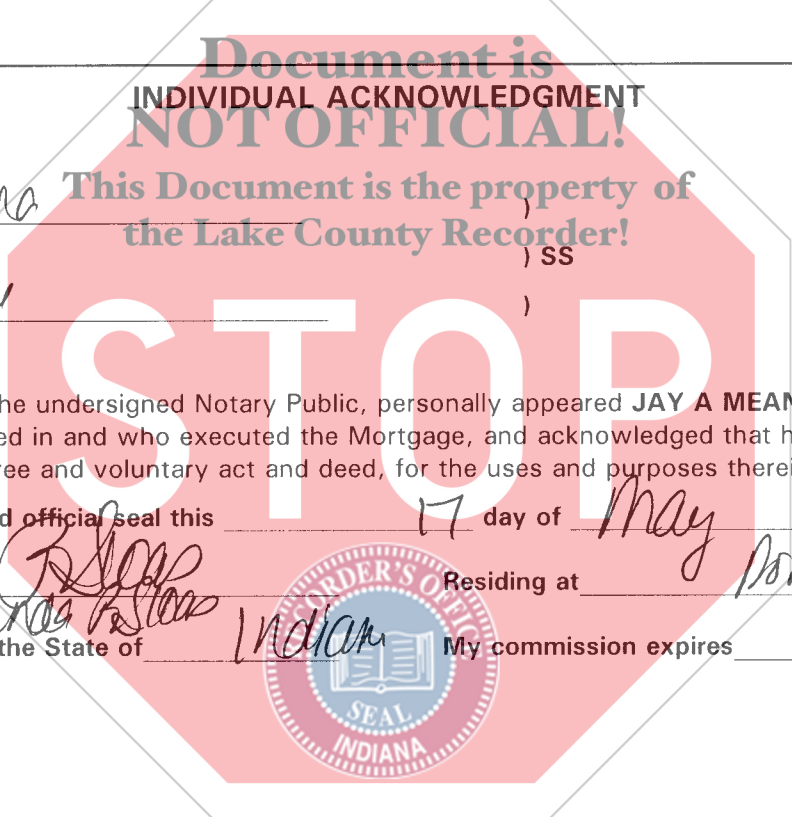 Document is
INDIVIDUAL ACKNOWLEDGMENT
NOT OFFICIAL!
This Document is the property of
)
the Lake County Recorder!
) SS
)
STOP
he undersigned Notary Public, personally appeared JAY A MEAN
ed in and who executed the Mortgage, and acknowledged that h
ree and voluntary act and deed, for the uses and purposes therei
d official seal this 17 day of May
Residing at
the State of Indiana My commission expires
CORDER'S OFFIC
SEAL
INDIANA